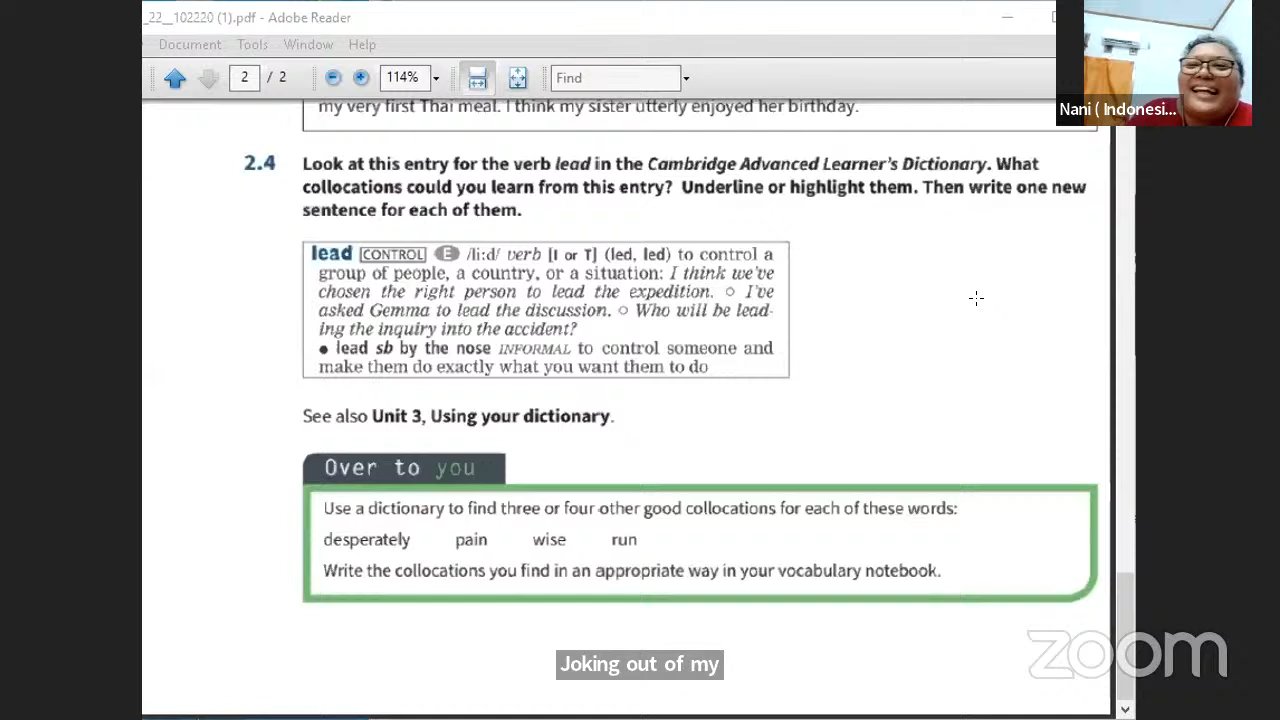 _22__102220 (1).pdf - Adobe Reader
Document Tools Window Help
2 / 2 114% Find
Nani ( Indonesi...
my very first Thai meal. I think my sister utterly enjoyed her birthday.
2.4 Look at this entry for the verb lead in the Cambridge Advanced Learner's Dictionary. What
collocations could you learn from this entry? Underline or highlight them. Then write one new
sentence for each of them.
lead CONTROL E /liːd/ verb [I or T] (led, led) to control a
group of people, a country, or a situation: I think we've
chosen the right person to lead the expedition. ○ I've
asked Gemma to lead the discussion. ○ Who will be lead-
ing the inquiry into the accident?
● lead sb by the nose INFORMAL to control someone and
make them do exactly what you want them to do
See also Unit 3, Using your dictionary.
Over to you
Use a dictionary to find three or four other good collocations for each of these words:
desperately pain wise run
Write the collocations you find in an appropriate way in your vocabulary notebook.
zoom
Joking out of my